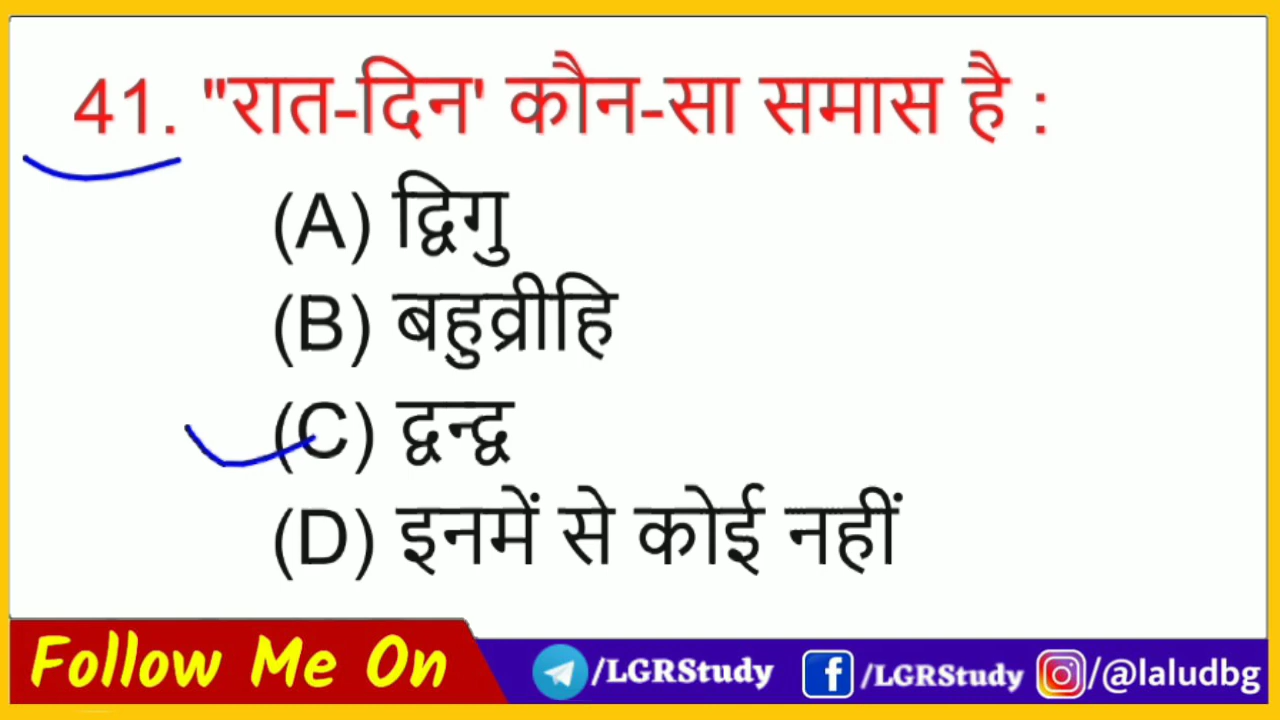 41. "रात-दिन' कौन-सा समास है :
(A) द्विगु
(B) बहुव्रीहि
(C) द्वन्द्व
(D) इनमें से कोई नहीं
Follow Me On /LGRStudy /LGRStudy /@laludbg